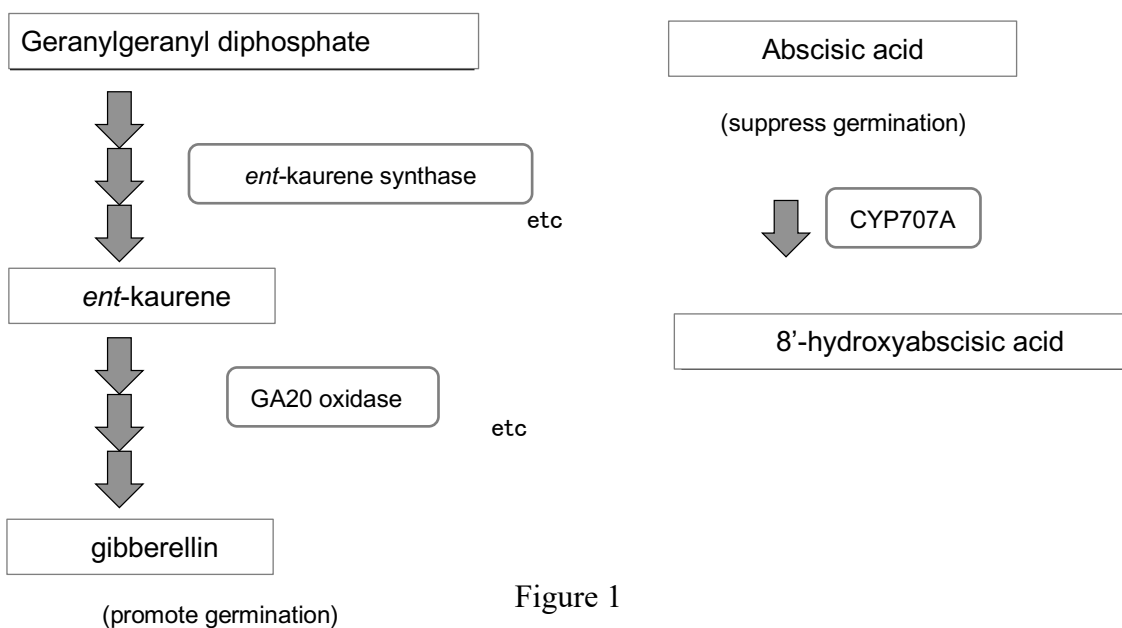 Geranylgeranyl diphosphate
ent-kaurene synthase
etc
ent-kaurene
GA20 oxidase
etc
gibberellin
(promote germination)
Abscisic acid
(suppress germination)
CYP707A
8’-hydroxyabscisic acid
Figure 1